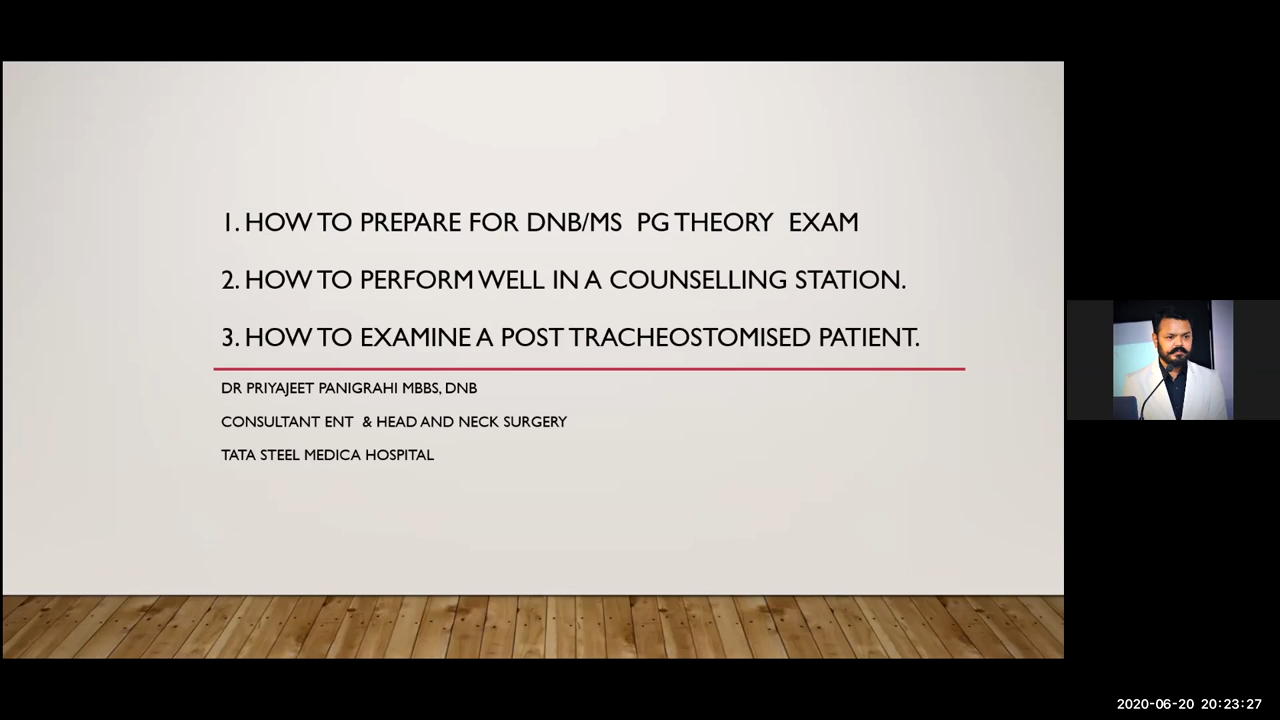 1. HOW TO PREPARE FOR DNB/MS PG THEORY EXAM
2. HOW TO PERFORM WELL IN A COUNSELLING STATION.
3. HOW TO EXAMINE A POST TRACHEOSTOMISED PATIENT.
DR PRIYAJEET PANIGRAHI MBBS, DNB
CONSULTANT ENT & HEAD AND NECK SURGERY
TATA STEEL MEDICA HOSPITAL
2020-06-20 20:23:27